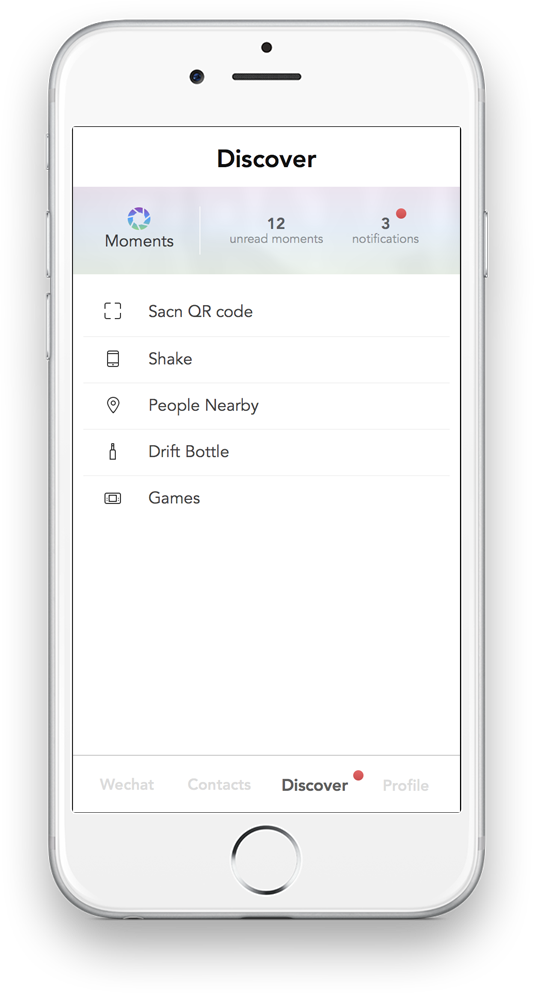 Discover
Moments
12
unread moments
3
notifications
Sacn QR code
Shake
People Nearby
Drift Bottle
Games
Wechat Contacts Discover Profile